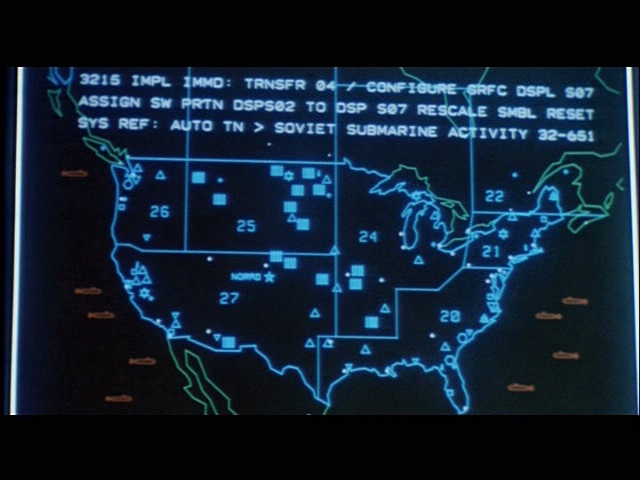 3215 IMPL IMMD: TRNSFR 04 / CONFIGURE GRFC DSPL S07
ASSIGN SW PRTN DSPS02 TO DSP S07 RESCALE SMBL RESET
SYS REF: AUTO TN > SOVIET SUBMARINE ACTIVITY 32-651
22
26
25
24
21
NORAD
27
20